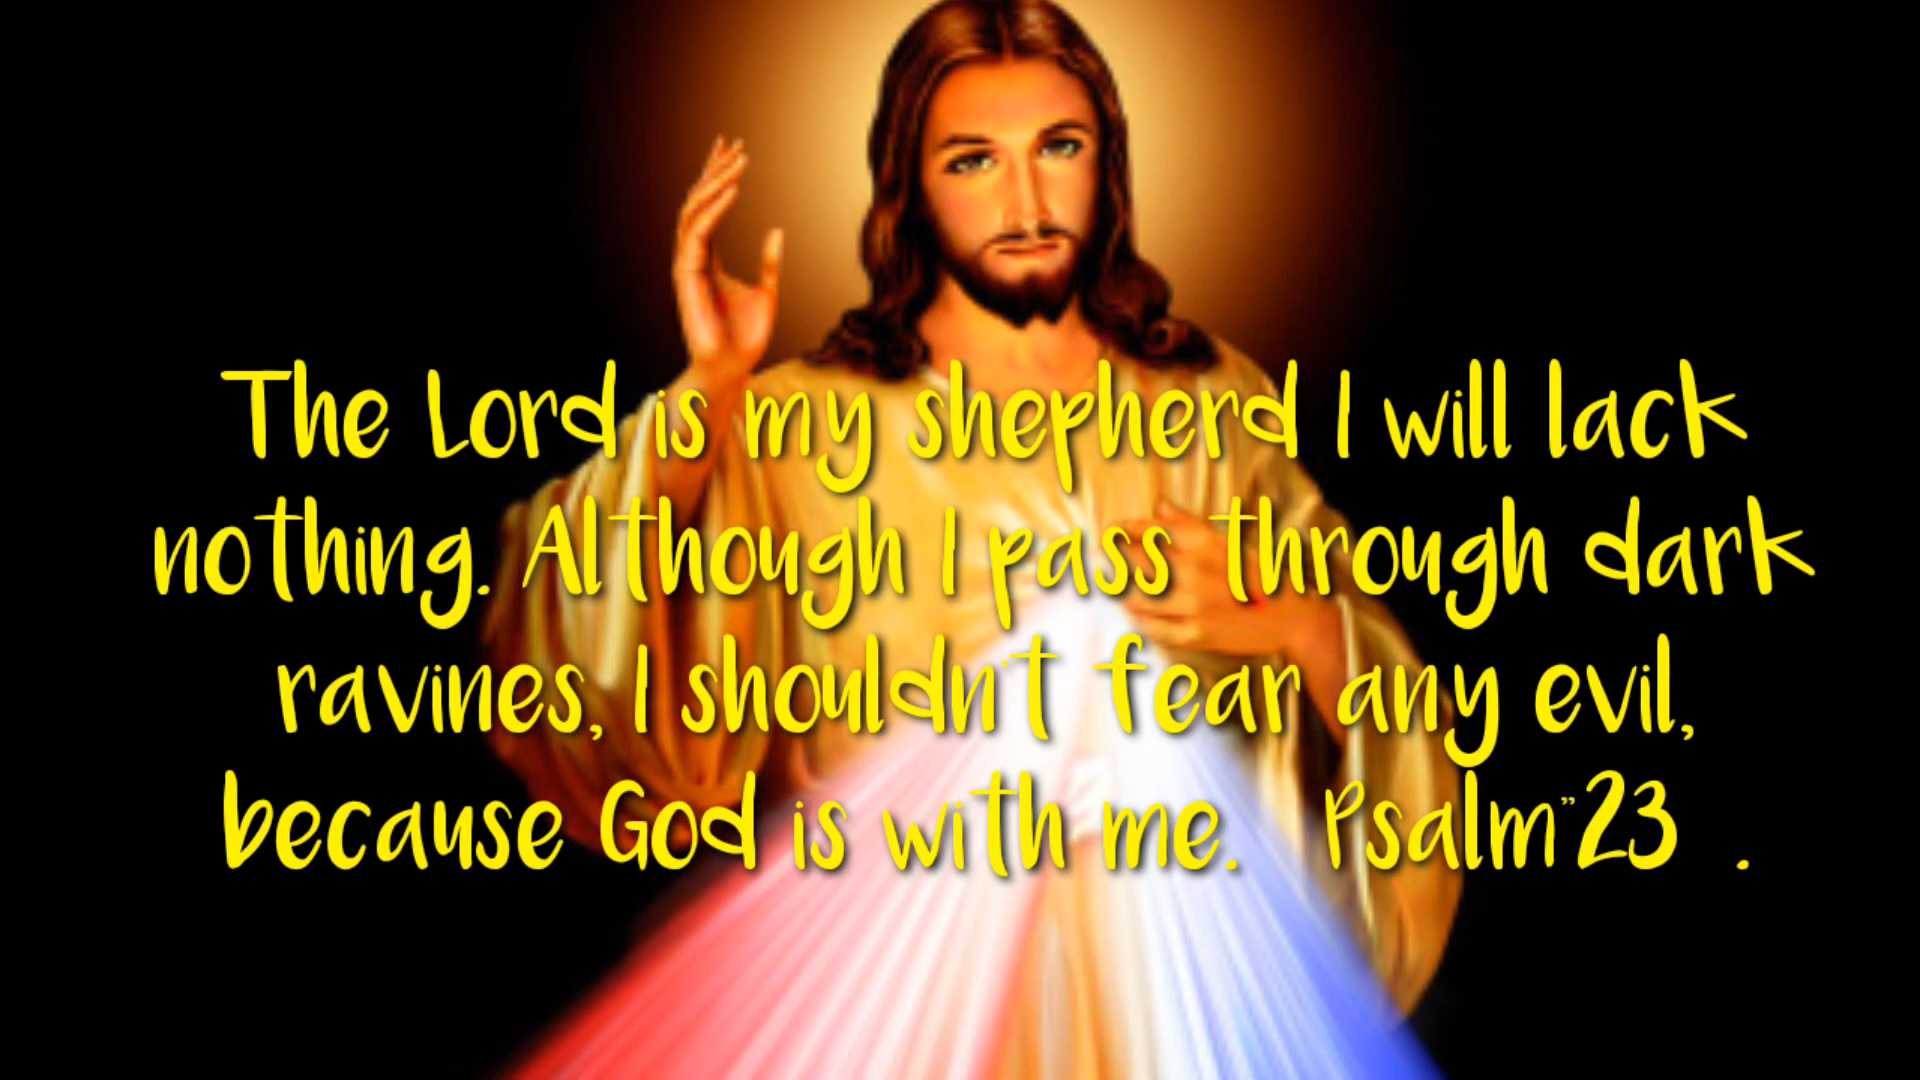 The Lord is my shepherd I will lack
nothing. Although I pass through dark
ravines, I shouldn't fear any evil,
because God is with me. Psalm"23 .